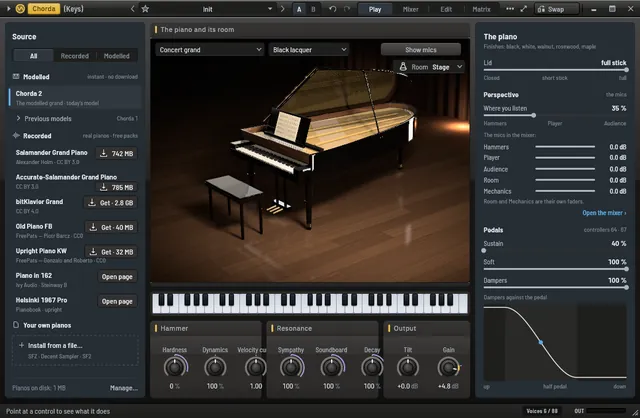 Chorda (Keys)
Init
A B
Play Mixer Edit Matrix
Swap
Source
All Recorded Modelled
Modelled instant · no download
Chorda 2
The modelled grand · today's model
Previous models Chorda 1
Recorded real pianos · free packs
Salamander Grand Piano
Alexander Holm · CC BY 3.0
742 MB
Accurate-Salamander Grand Piano
CC BY 3.0
785 MB
bitKlavier Grand
CC BY 4.0
Get · 2.8 GB
Old Piano FB
Get · 40 MB
Upright Piano KW
FreePats — Gonzalo and Roberto · CC0
Get · 32 MB
Piano in 162
Ivy Audio · Steinway B
Open page
Helsinki 1967 Pro
Pianobook · upright
Open page
Your own pianos
+ Install from a file...
SFZ · Decent Sampler · SF2
Pianos on disk: 1 MB Manage...
The piano and its room
Concert grand
Black lacquer
Show mics
Room Stage
Hammer
Hardness Dynamics Velocity cu
0 % 100 % 1.00
Resonance
Sympathy Soundboard Decay
100 % 100 % 100 %
Output
Tilt Gain
+0.0 dB +4.8 dB
The piano
Finishes: black, white, walnut, rosewood, maple
Lid full stick
Closed short stick full
Perspective the mics
Where you listen 35 %
Hammers Player Audience
The mics in the mixer:
Hammers 0.0 dB
Player 0.0 dB
Audience 0.0 dB
Room 0.0 dB
Mechanics 0.0 dB
Room and Mechanics are their own faders.
Open the mixer ›
Pedals controllers 64 · 67
Sustain 40 %
Soft 100 %
Dampers 100 %
Dampers against the pedal
up half pedal down
Point at a control to see what it does
Voices 0 / 88
OUT